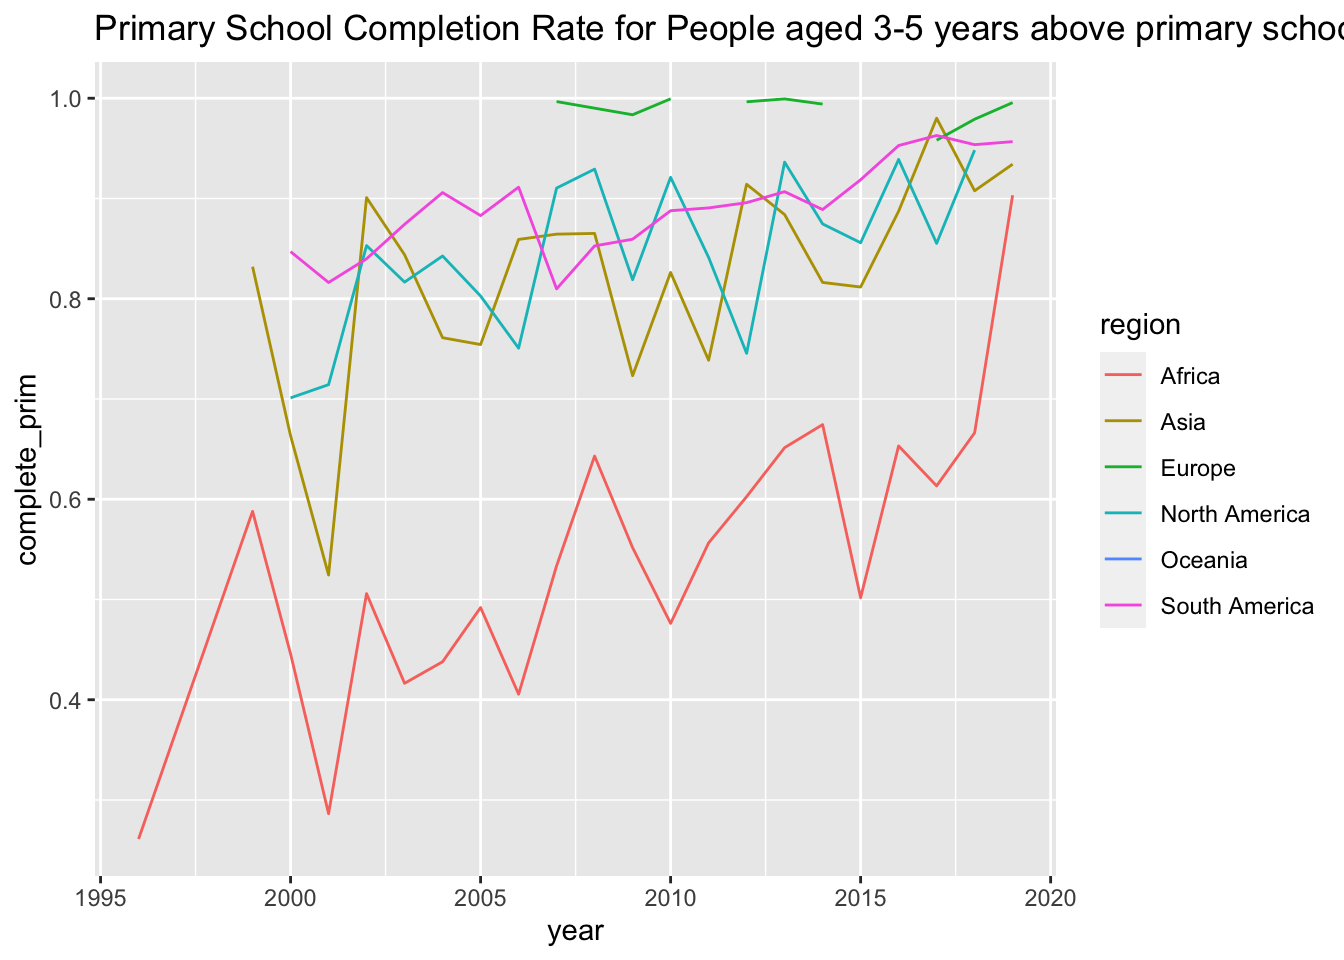 Primary School Completion Rate for People aged 3-5 years above primary
complete_prim
1.0
0.8
0.6
0.4
1995
2000
2005
2010
2015
2020
year
region
Africa
Asia
Europe
North America
Oceania
South America